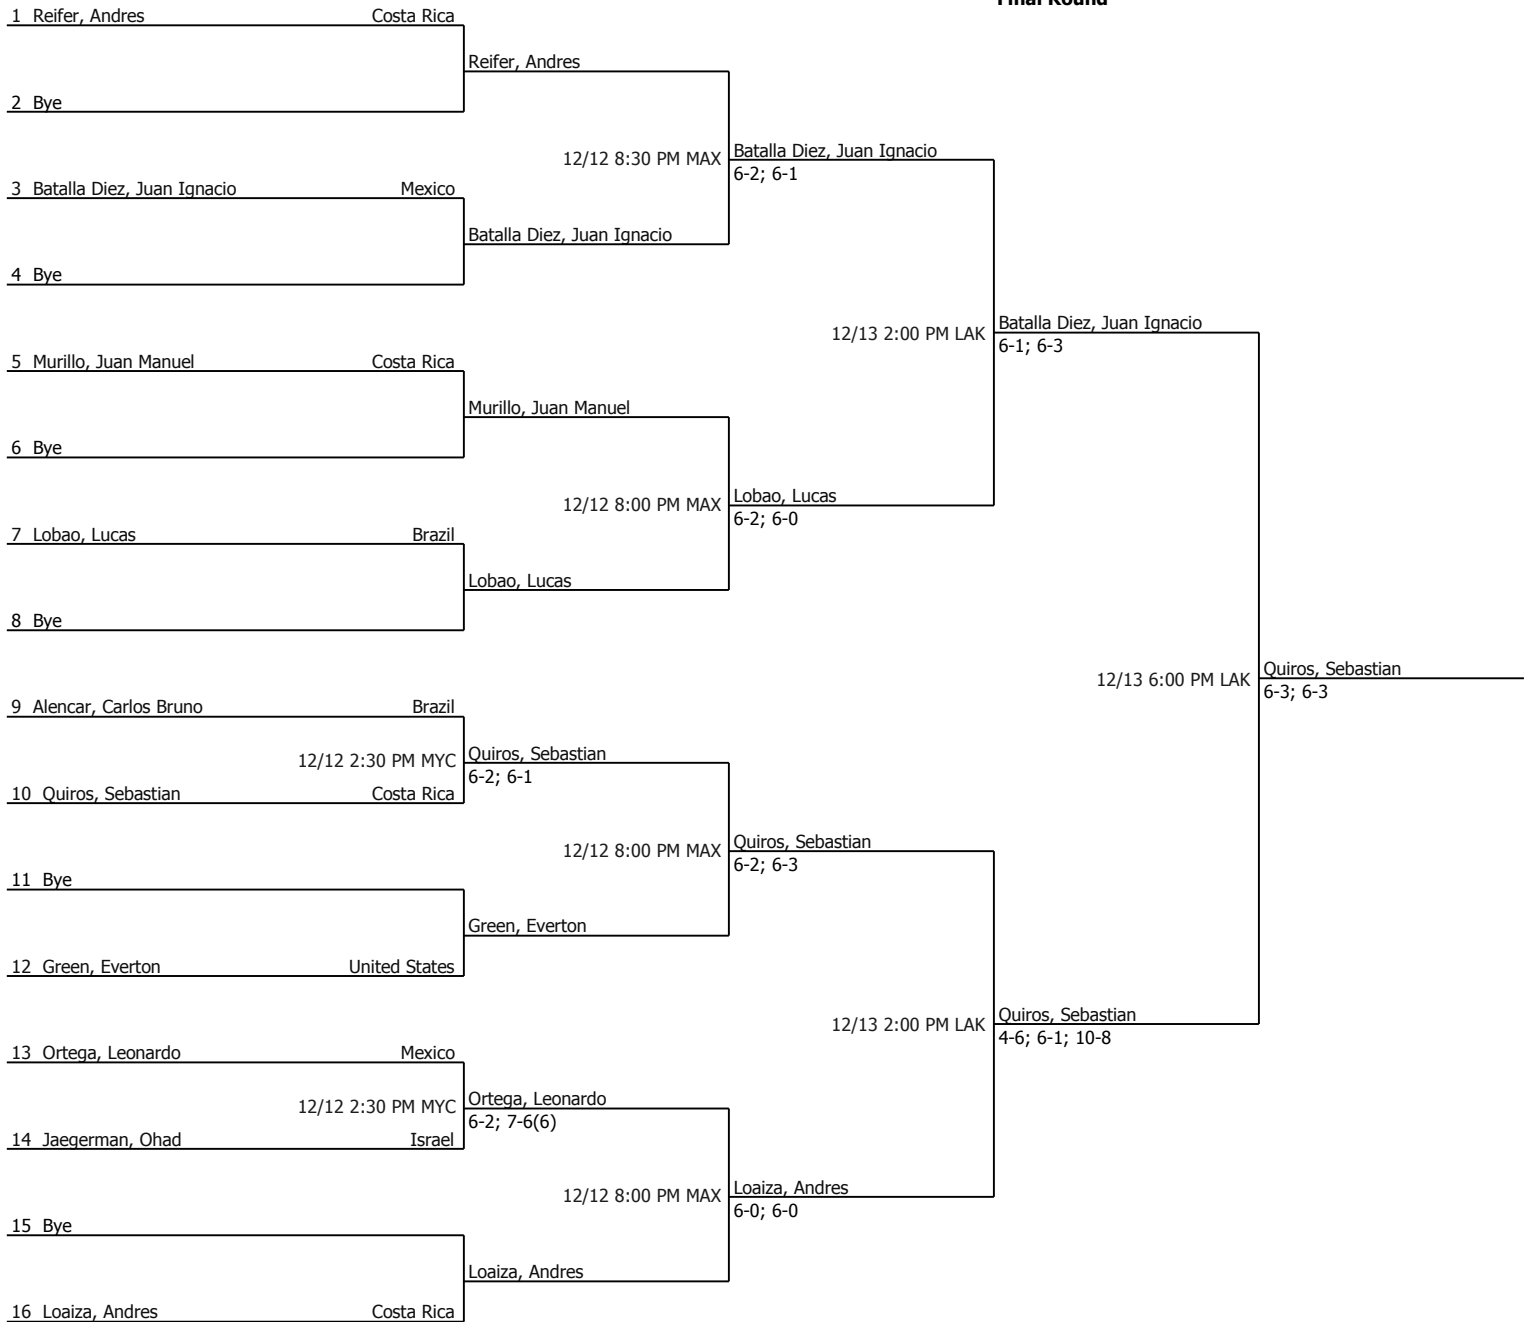 Final Round
1 Reifer, Andres Costa Rica
Reifer, Andres
2 Bye
12/12 8:30 PM MAX Batalla Diez, Juan Ignacio
6-2; 6-1
3 Batalla Diez, Juan Ignacio Mexico
Batalla Diez, Juan Ignacio
4 Bye
12/13 2:00 PM LAK Batalla Diez, Juan Ignacio
6-1; 6-3
5 Murillo, Juan Manuel Costa Rica
Murillo, Juan Manuel
6 Bye
12/12 8:00 PM MAX Lobao, Lucas
6-2; 6-0
7 Lobao, Lucas Brazil
Lobao, Lucas
8 Bye
12/13 6:00 PM LAK Quiros, Sebastian
6-3; 6-3
9 Alencar, Carlos Bruno Brazil
12/12 2:30 PM MYC Quiros, Sebastian
6-2; 6-1
10 Quiros, Sebastian Costa Rica
12/12 8:00 PM MAX Quiros, Sebastian
6-2; 6-3
11 Bye
Green, Everton
12 Green, Everton United States
12/13 2:00 PM LAK Quiros, Sebastian
4-6; 6-1; 10-8
13 Ortega, Leonardo Mexico
12/12 2:30 PM MYC Ortega, Leonardo
6-2; 7-6(6)
14 Jaegerman, Ohad Israel
12/12 8:00 PM MAX Loaiza, Andres
6-0; 6-0
15 Bye
Loaiza, Andres
16 Loaiza, Andres Costa Rica